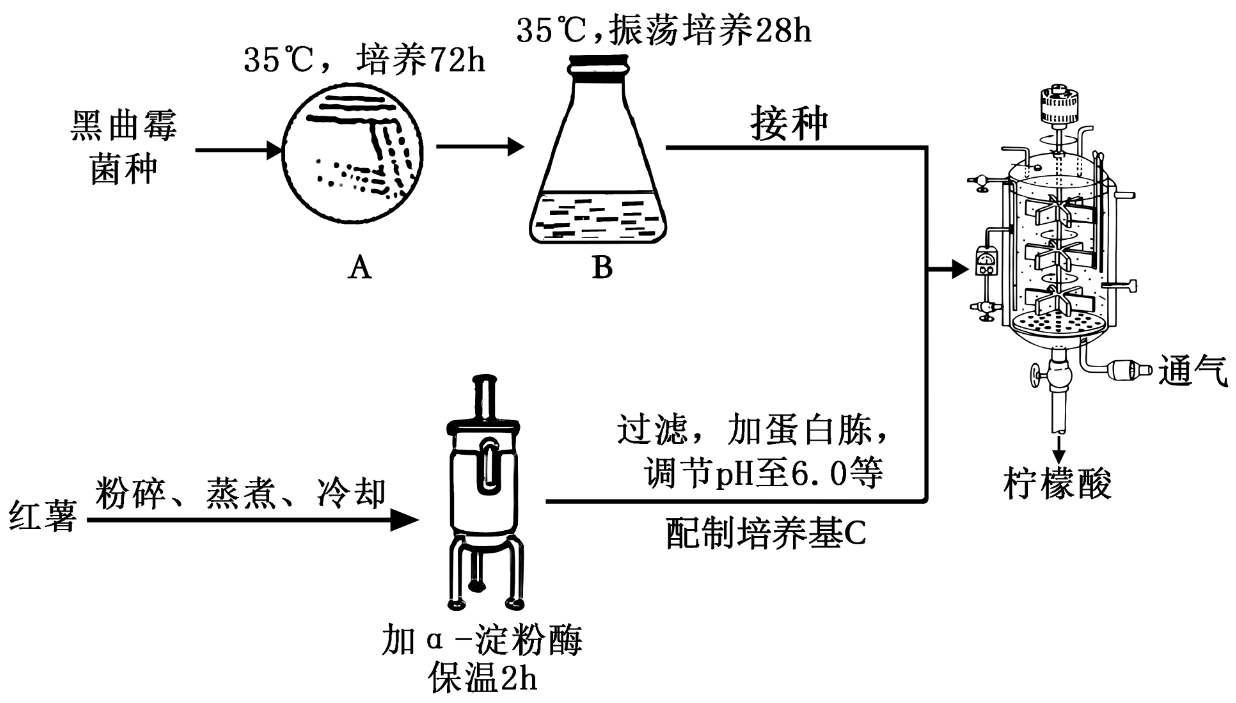 35℃，培养72h
35℃，振荡培养28h
黑曲霉
菌种
接种
A
B
通气
过滤，加蛋白胨，
调节pH至6.0等
柠檬酸
红薯
粉碎、蒸煮、冷却
配制培养基C
加α-淀粉酶
保温2h